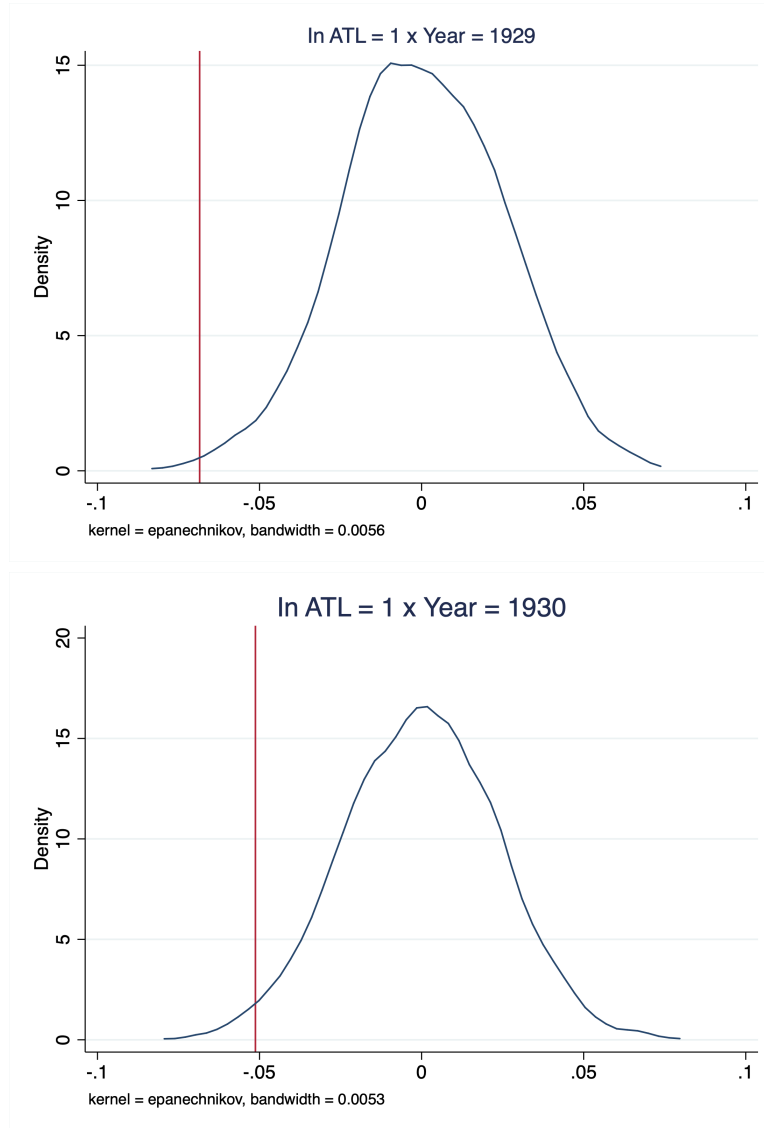 In ATL = 1 x Year = 1929
15
10
5
0
Density
-.1 -.05 0 .05 .1
kernel = epanechnikov, bandwidth = 0.0056
In ATL = 1 x Year = 1930
20
15
10
5
0
Density
-.1 -.05 0 .05 .1
kernel = epanechnikov, bandwidth = 0.0053